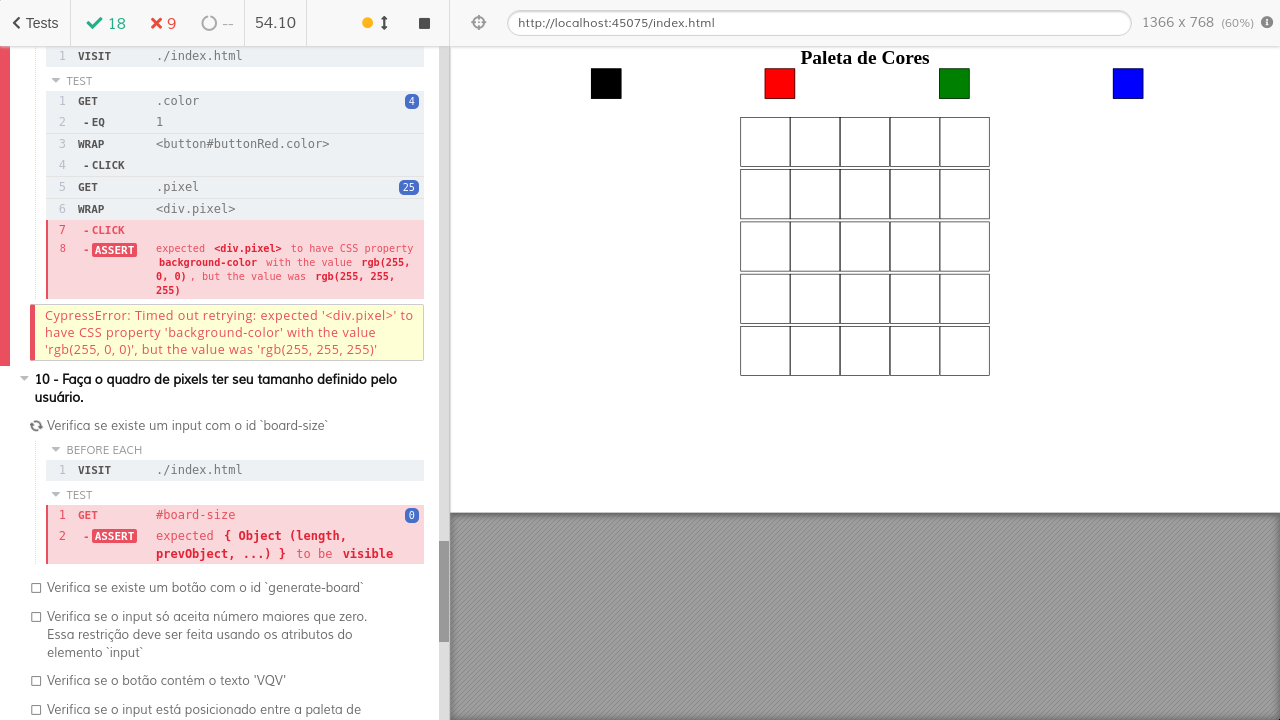 Tests 18 9 -- 54.10 http://localhost:45075/index.html 1366 x 768 (60%)
1 VISIT ./index.html
TEST
1 GET .color 4
2 - EQ 1
3 WRAP <button#buttonRed.color>
4 - CLICK
5 GET .pixel 25
6 WRAP <div.pixel>
7 - CLICK
8 - ASSERT expected <div.pixel> to have CSS property
background-color with the value rgb(255,
0, 0) , but the value was rgb(255, 255,
255)
CypressError: Timed out retrying: expected '<div.pixel>' to
have CSS property 'background-color' with the value
'rgb(255, 0, 0)', but the value was 'rgb(255, 255, 255)'
10 - Faça o quadro de pixels ter seu tamanho definido pelo
usuário.
Verifica se existe um input com o id `board-size`
BEFORE EACH
1 VISIT ./index.html
TEST
1 GET #board-size 0
2 - ASSERT expected { Object (length,
prevObject, ...) } to be visible
Verifica se existe um botão com o id `generate-board`
Verifica se o input só aceita número maiores que zero.
Essa restrição deve ser feita usando os atributos do
elemento `input`
Verifica se o botão contém o texto 'VQV'
Verifica se o input está posicionado entre a paleta de
Paleta de Cores